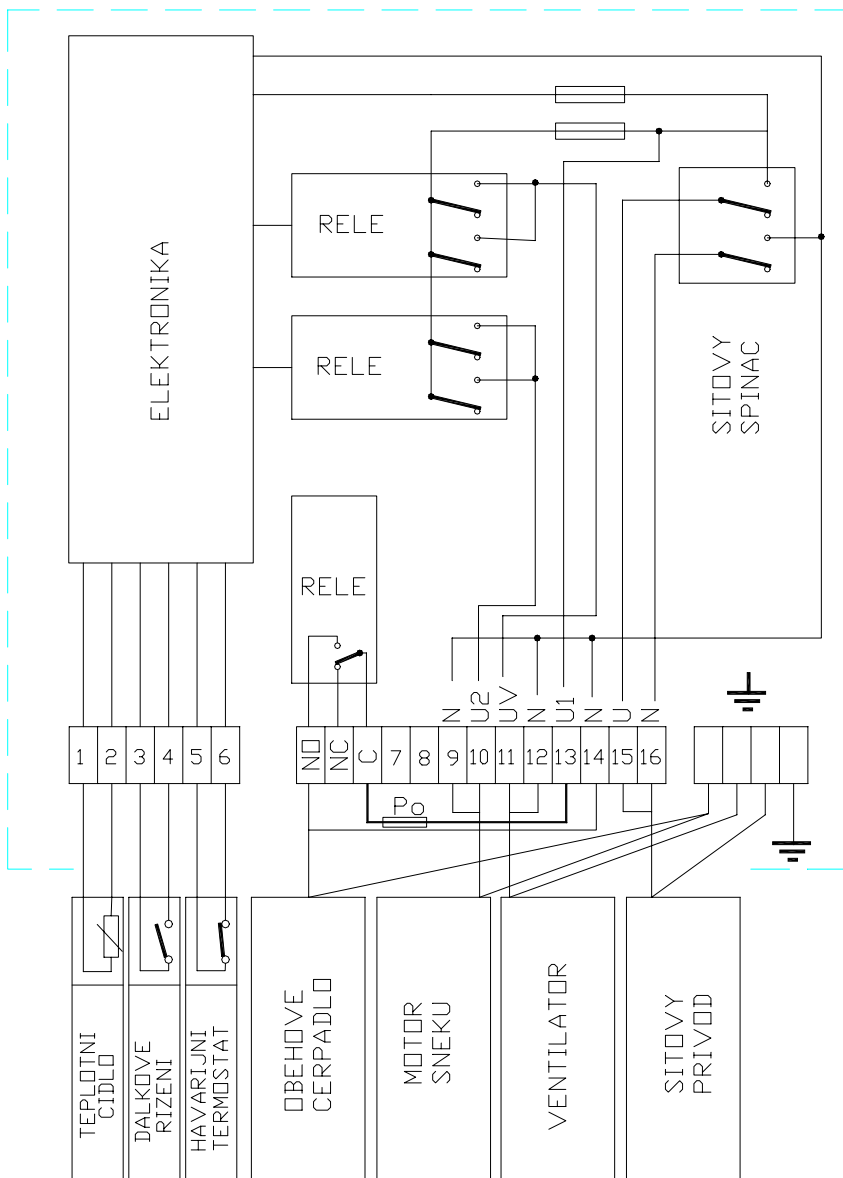 ELEKTRONIKA
RELE
RELE
SITOVY
SPINAC
RELE
N
U2
UV
N
U1
N
U
N
1 2 3 4 5 6
NO NC C 7 8 9 10 11 12 13 14 15 16
Po
TEPLOTNI
CIDLO
DALKOVE
RIZENI
HAVARIJNI
TERMOSTAT
OBEHOVE
CERPADLO
MOTOR
SNEKU
VENTILATOR
SITOVY
PRIVOD